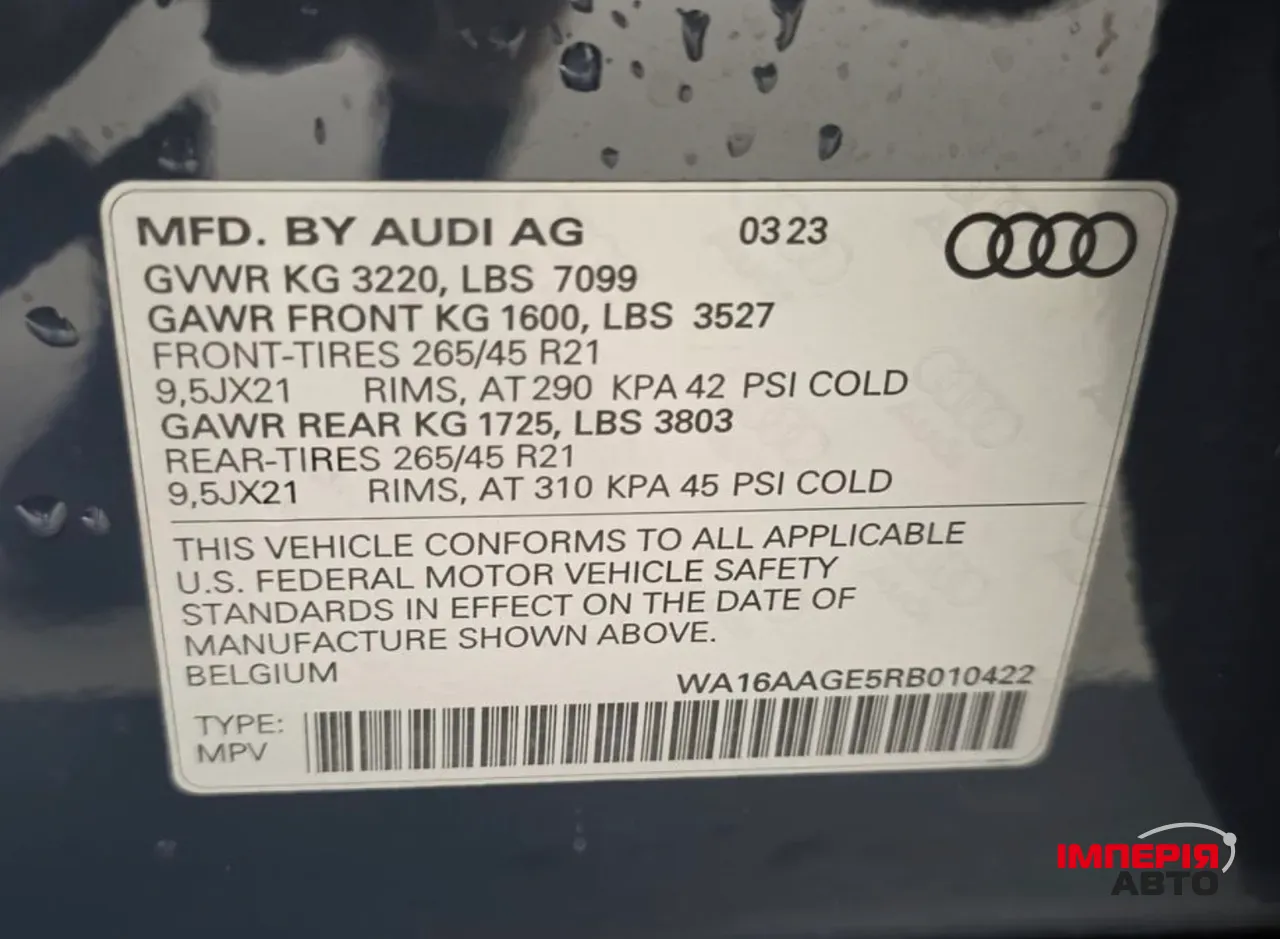 MFD. BY AUDI AG 03 23
GVWR KG 3220, LBS 7099
GAWR FRONT KG 1600, LBS 3527
FRONT-TIRES 265/45 R21
9,5JX21 RIMS, AT 290 KPA 42 PSI COLD
GAWR REAR KG 1725, LBS 3803
REAR-TIRES 265/45 R21
9,5JX21 RIMS, AT 310 KPA 45 PSI COLD
THIS VEHICLE CONFORMS TO ALL APPLICABLE
U.S. FEDERAL MOTOR VEHICLE SAFETY
STANDARDS IN EFFECT ON THE DATE OF
MANUFACTURE SHOWN ABOVE.
BELGIUM WA16AAGE5RB010422
TYPE:
MPV
ІМПЕРІЯ
АВТО